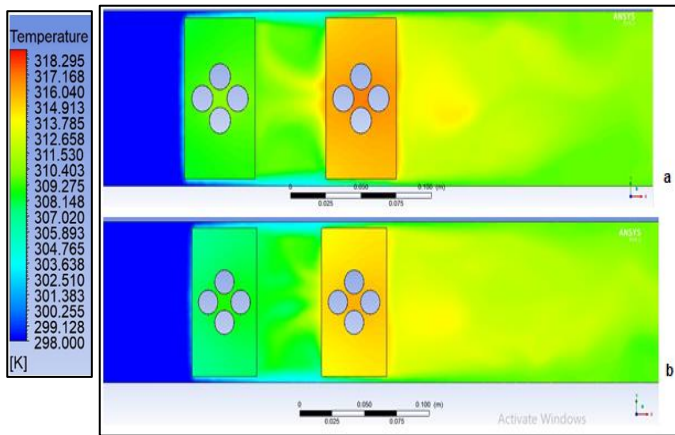 Temperature
318.295
317.168
316.040
314.913
313.785
312.658
311.530
310.403
309.275
308.148
307.020
305.893
304.765
303.638
302.510
301.383
300.255
299.128
298.000
[K]
ANSYS
a
0 0.050 0.100 (m)
0.025 0.075
ANSYS
b
0 0.050 0.100 (m)
0.025 0.075
Activate Windows